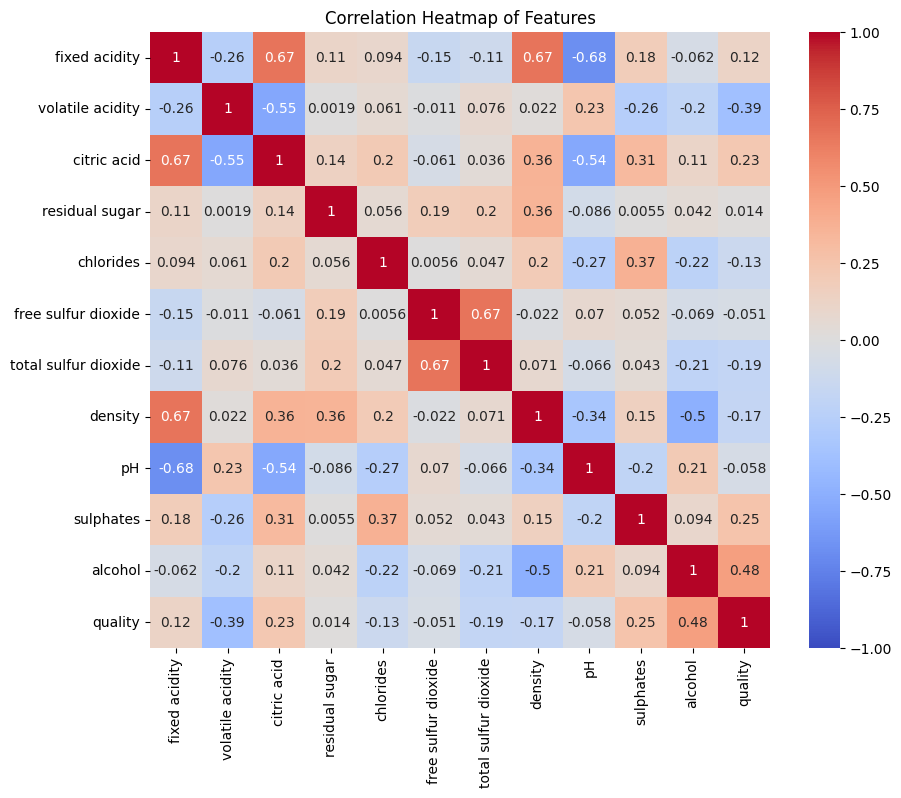 Correlation Heatmap of Features
fixed acidity 1 -0.26 0.67 0.11 0.094 -0.15 -0.11 0.67 -0.68 0.18 -0.062 0.12
volatile acidity -0.26 1 -0.55 0.0019 0.061 -0.011 0.076 0.022 0.23 -0.26 -0.2 -0.39
citric acid 0.67 -0.55 1 0.14 0.2 -0.061 0.036 0.36 -0.54 0.31 0.11 0.23
residual sugar 0.11 0.0019 0.14 1 0.056 0.19 0.2 0.36 -0.086 0.0055 0.042 0.014
chlorides 0.094 0.061 0.2 0.056 1 0.0056 0.047 0.2 -0.27 0.37 -0.22 -0.13
free sulfur dioxide -0.15 -0.011 -0.061 0.19 0.0056 1 0.67 -0.022 0.07 0.052 -0.069 -0.051
total sulfur dioxide -0.11 0.076 0.036 0.2 0.047 0.67 1 0.071 -0.066 0.043 -0.21 -0.19
density 0.67 0.022 0.36 0.36 0.2 -0.022 0.071 1 -0.34 0.15 -0.5 -0.17
pH -0.68 0.23 -0.54 -0.086 -0.27 0.07 -0.066 -0.34 1 -0.2 0.21 -0.058
sulphates 0.18 -0.26 0.31 0.0055 0.37 0.052 0.043 0.15 -0.2 1 0.094 0.25
alcohol -0.062 -0.2 0.11 0.042 -0.22 -0.069 -0.21 -0.5 0.21 0.094 1 0.48
quality 0.12 -0.39 0.23 0.014 -0.13 -0.051 -0.19 -0.17 -0.058 0.25 0.48 1
fixed acidity
volatile acidity
citric acid
residual sugar
chlorides
free sulfur dioxide
total sulfur dioxide
density
pH
sulphates
alcohol
quality
1.00
0.75
0.50
0.25
0.00
−0.25
−0.50
−0.75
−1.00